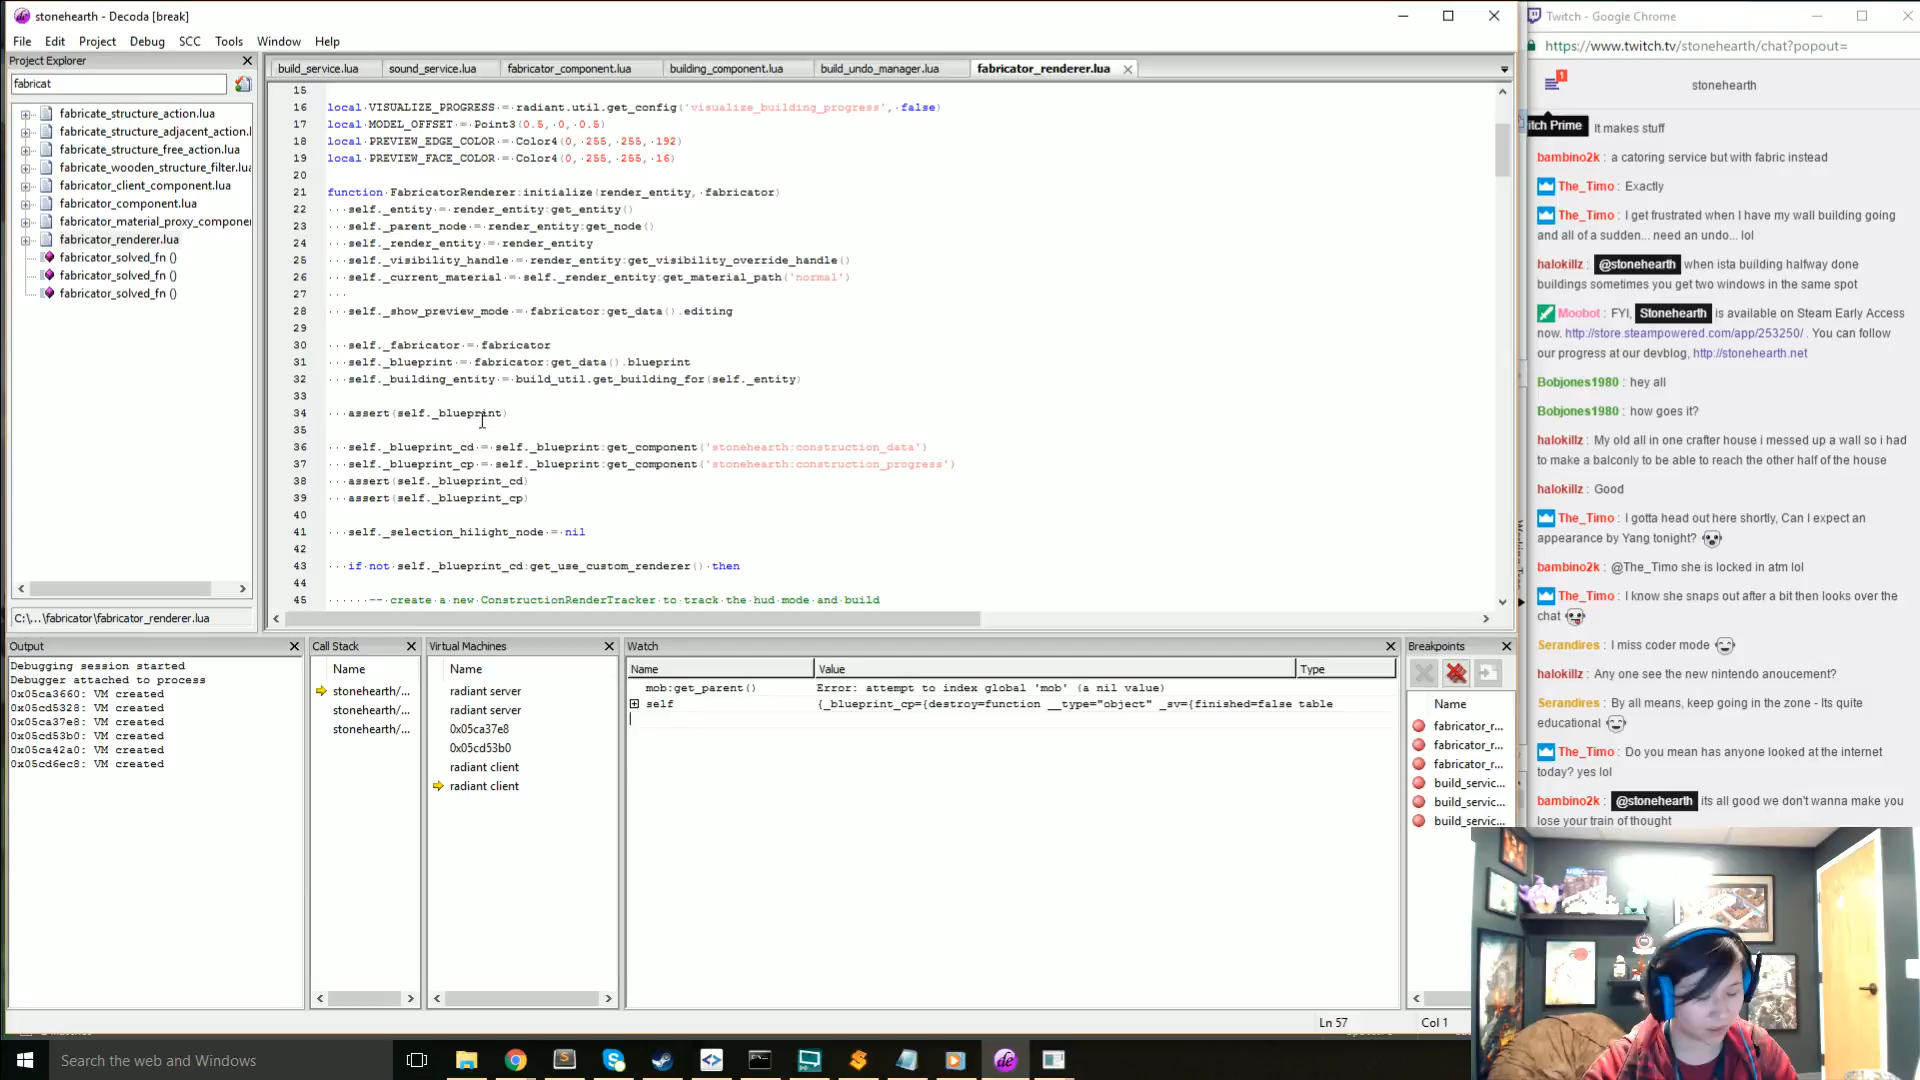 stonehearth - Decoda [break]
File Edit Project Debug SCC Tools Window Help
Project Explorer
fabricat
fabricate_structure_action.lua
fabricate_structure_adjacent_action.l
fabricate_structure_free_action.lua
fabricate_wooden_structure_filter.lua
fabricator_client_component.lua
fabricator_component.lua
fabricator_material_proxy_componen
fabricator_renderer.lua
fabricator_solved_fn ()
fabricator_solved_fn ()
fabricator_solved_fn ()
C:\...\fabricator\fabricator_renderer.lua
build_service.lua sound_service.lua fabricator_component.lua building_component.lua build_undo_manager.lua fabricator_renderer.lua
15
16 local VISUALIZE_PROGRESS = radiant.util.get_config('visualize_building_progress', false)
17 local MODEL_OFFSET = Point3(0.5, 0, 0.5)
18 local PREVIEW_EDGE_COLOR = Color4(0, 255, 255, 192)
19 local PREVIEW_FACE_COLOR = Color4(0, 255, 255, 16)
20
21 function FabricatorRenderer:initialize(render_entity, fabricator)
22 self._entity = render_entity:get_entity()
23 self._parent_node = render_entity:get_node()
24 self._render_entity = render_entity
25 self._visibility_handle = render_entity:get_visibility_override_handle()
26 self._current_material = self._render_entity:get_material_path('normal')
27
28 self._show_preview_mode = fabricator:get_data().editing
29
30 self._fabricator = fabricator
31 self._blueprint = fabricator:get_data().blueprint
32 self._building_entity = build_util.get_building_for(self._entity)
33
34 assert(self._blueprint)
35
36 self._blueprint_cd = self._blueprint:get_component('stonehearth:construction_data')
37 self._blueprint_cp = self._blueprint:get_component('stonehearth:construction_progress')
38 assert(self._blueprint_cd)
39 assert(self._blueprint_cp)
40
41 self._selection_hilight_node = nil
42
43 if not self._blueprint_cd:get_use_custom_renderer() then
44
45 -- create a new ConstructionRenderTracker to track the hud mode and build
Output
Debugging session started
Debugger attached to process
0x05ca3660: VM created
0x05cd5328: VM created
0x05ca37e8: VM created
0x05cd53b0: VM created
0x05ca42a0: VM created
0x05cd6ec8: VM created
Call Stack
Name
stonehearth/...
stonehearth/...
stonehearth/...
Virtual Machines
Name
radiant server
radiant server
0x05ca37e8
0x05cd53b0
radiant client
radiant client
Watch
Name Value Type
mob:get_parent() Error: attempt to index global 'mob' (a nil value)
self {_blueprint_cp={destroy=function __type="object" _sv={finished=false table
Breakpoints
Name
fabricator_r...
fabricator_r...
fabricator_r...
build_servic...
build_servic...
build_servic...
Ln 57 Col 1
Search the web and Windows
Twitch - Google Chrome
https://www.twitch.tv/stonehearth/chat?popout=
1
stonehearth
itch Prime
It makes stuff
bambino2k : a catoring service but with fabric instead
The_Timo : Exactly
The_Timo : I get frustrated when I have my wall building going
and all of a sudden... need an undo... lol
halokillz : @stonehearth when ista building halfway done
buildings sometimes you get two windows in the same spot
Moobot : FYI, Stonehearth is available on Steam Early Access
now. http://store.steampowered.com/app/253250/ . You can follow
our progress at our devblog, http://stonehearth.net
Bobjones1980 : hey all
Bobjones1980 : how goes it?
halokillz : My old all in one crafter house i messed up a wall so i had
to make a balconly to be able to reach the other half of the house
halokillz : Good
The_Timo : I gotta head out here shortly, Can I expect an
appearance by Yang tonight?
bambino2k : @The_Timo she is locked in atm lol
The_Timo : I know she snaps out after a bit then looks over the
chat
Serandires : I miss coder mode
halokillz : Any one see the new nintendo anoucement?
Serandires : By all means, keep going in the zone - Its quite
educational
The_Timo : Do you mean has anyone looked at the internet
today? yes lol
bambino2k : @stonehearth its all good we don't wanna make you
lose your train of thought